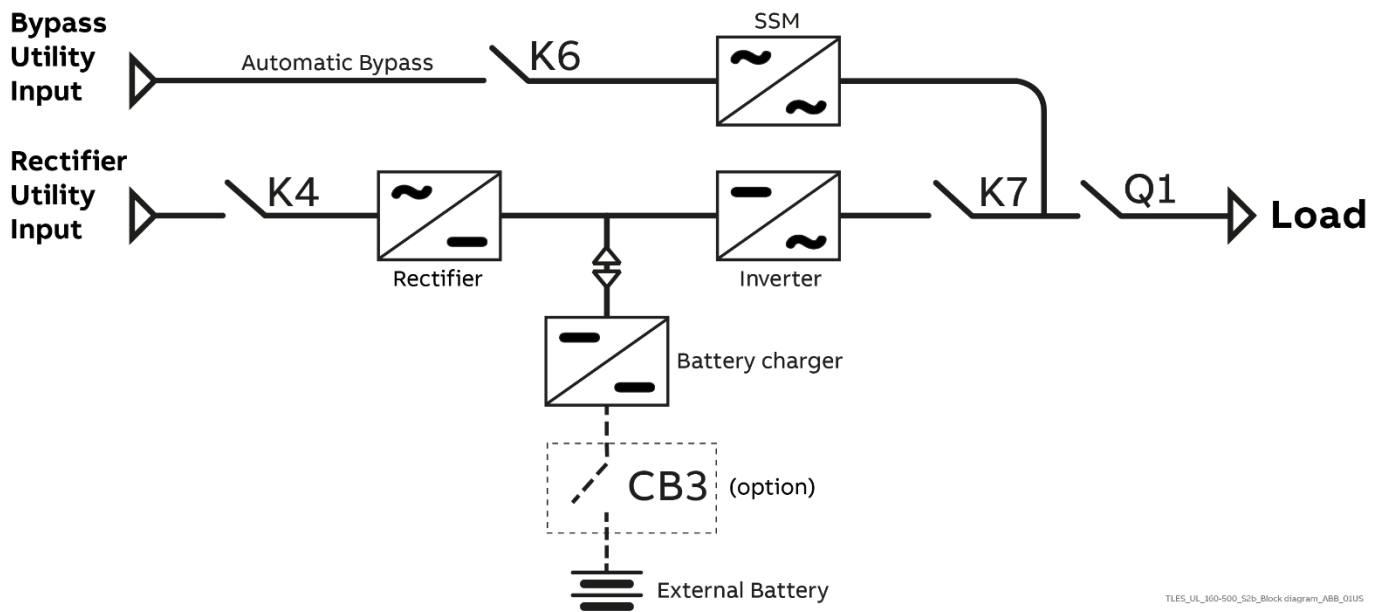 Bypass
Utility
Input
Automatic Bypass
K6
SSM
Rectifier
Utility
Input
K4
Rectifier
Inverter
K7
Q1
Load
Battery charger
CB3 (option)
External Battery
TLES_UL_160-500_S2b_Block diagram_ABB_01US